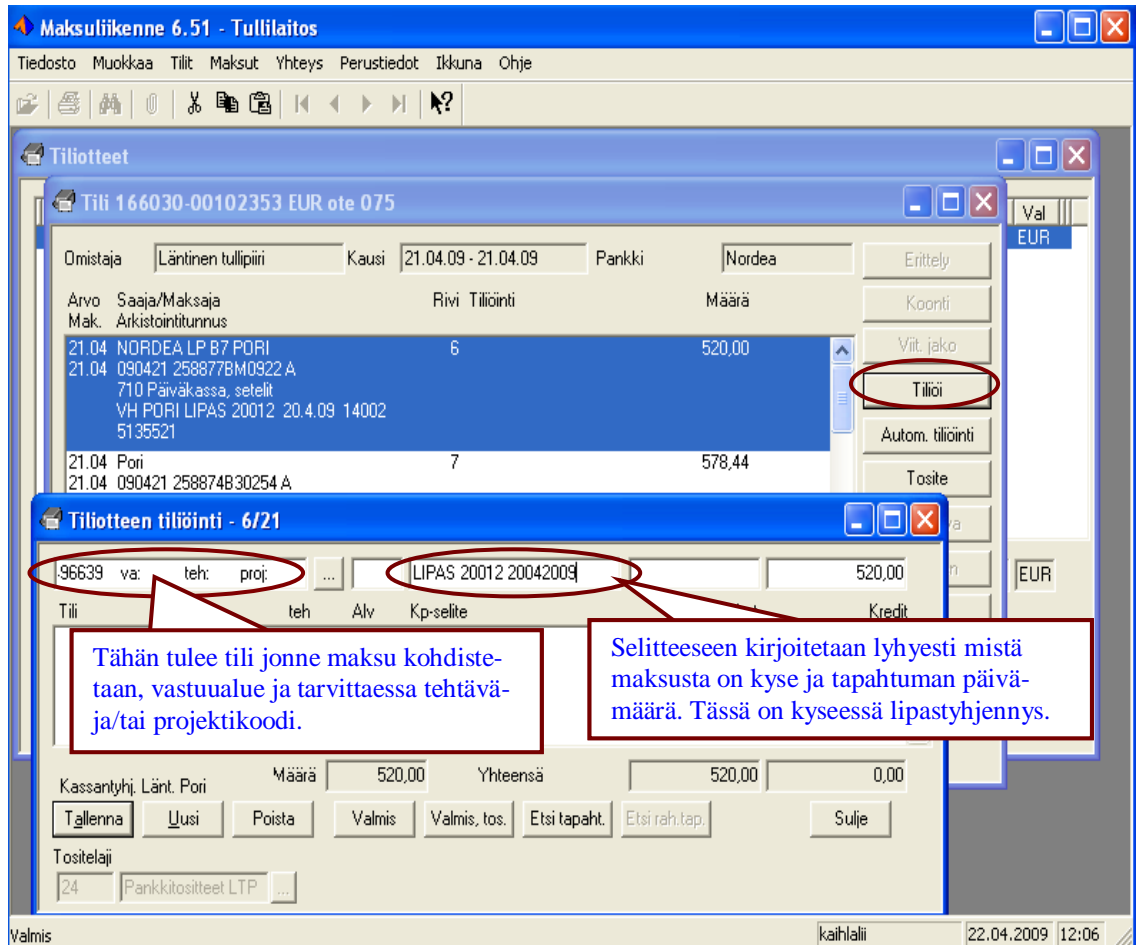 Maksuliikenne 6.51 - Tullilaitos
Tiedosto Muokkaa Tilit Maksut Yhteys Perustiedot Ikkuna Ohje
Tiliotteet
Tili 166030-00102353 EUR ote 075
Val
EUR
Omistaja Läntinen tullipiiri Kausi 21.04.09 - 21.04.09 Pankki Nordea Erittely
Arvo Saaja/Maksaja Rivi Tiliöinti Määrä Koonti
Mak. Arkistointitunnus
21.04 NORDEA LP B7 PORI 6 520,00 Viit. jako
21.04 090421 258877BM0922 A
710 Päiväkassa, setelit Tiliöi
VH PORI LIPAS 20012 20.4.09 14002
5135521 Autom. tiliöinti
21.04 Pori 7 578,44
21.04 090421 258874B30254 A Tosite
Tiliotteen tiliöinti - 6/21
-96639 va: teh: proj: ... LIPAS 20012 20042009 520,00 EUR
Tili teh Alv Kp-selite Kredit
Tähän tulee tili jonne maksu kohdiste-
taan, vastuualue ja tarvittaessa tehtävä-
ja/tai projektikoodi.
Selitteeseen kirjoitetaan lyhyesti mistä
maksusta on kyse ja tapahtuman päivä-
määrä. Tässä on kyseessä lipastyhjennys.
Kassantyhj. Länt. Pori Määrä 520,00 Yhteensä 520,00 0,00
Tallenna Uusi Poista Valmis Valmis, tos. Etsi tapaht. Etsi rah.tap. Sulje
Tositelaji
24 Pankkitositteet LTP ...
Valmis kaihlalii 22.04.2009 12:06